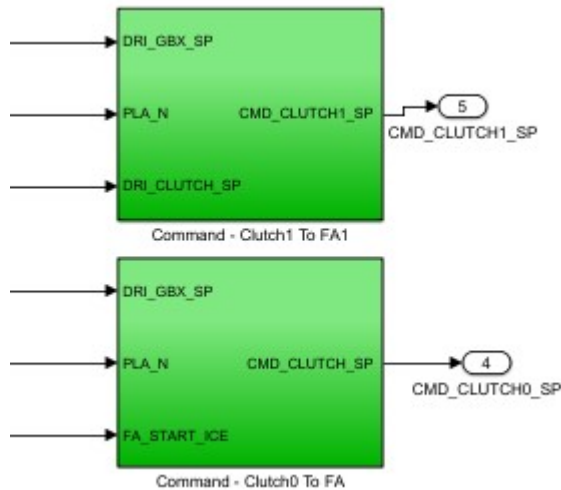 DRI_GBX_SP
PLA_N
CMD_CLUTCH1_SP
5
CMD_CLUTCH1_SP
DRI_CLUTCH_SP
Command - Clutch1 To FA1
DRI_GBX_SP
PLA_N
CMD_CLUTCH_SP
4
CMD_CLUTCH0_SP
FA_START_ICE
Command - Clutch0 To FA